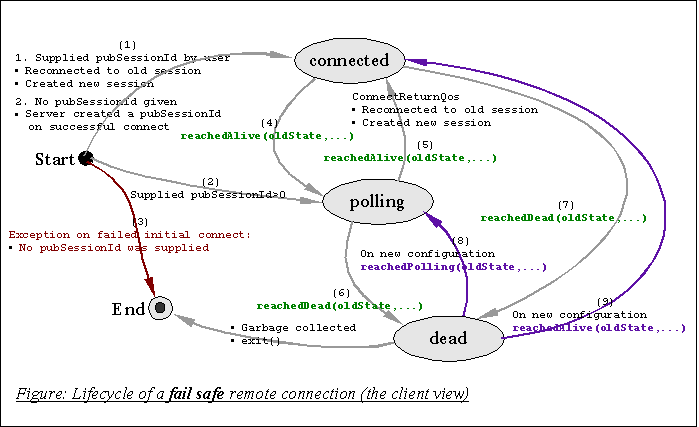 (1)
1. Supplied pubSessionId by user
• Reconnected to old session
• Created new session
2. No pubSessionId given
• Server created a pubSessionId
on successful connect
connected
ConnectReturnQos
• Reconnected to old session
• Created new session
(4)
reachedAlive(oldState,...)
(5)
reachedAlive(oldState,...)
Start
(2)
Supplied pubSessionId>0
polling
(7)
reachedDead(oldState,...)
(3)
Exception on failed initial connect:
• No pubSessionId was supplied
(8)
On new configuration
reachedPolling(oldState,...)
(6)
reachedDead(oldState,...)
(9)
On new configuration
reachedAlive(oldState,...)
End
• Garbage collected
• exit()
dead
Figure: Lifecycle of a fail safe remote connection (the client view)